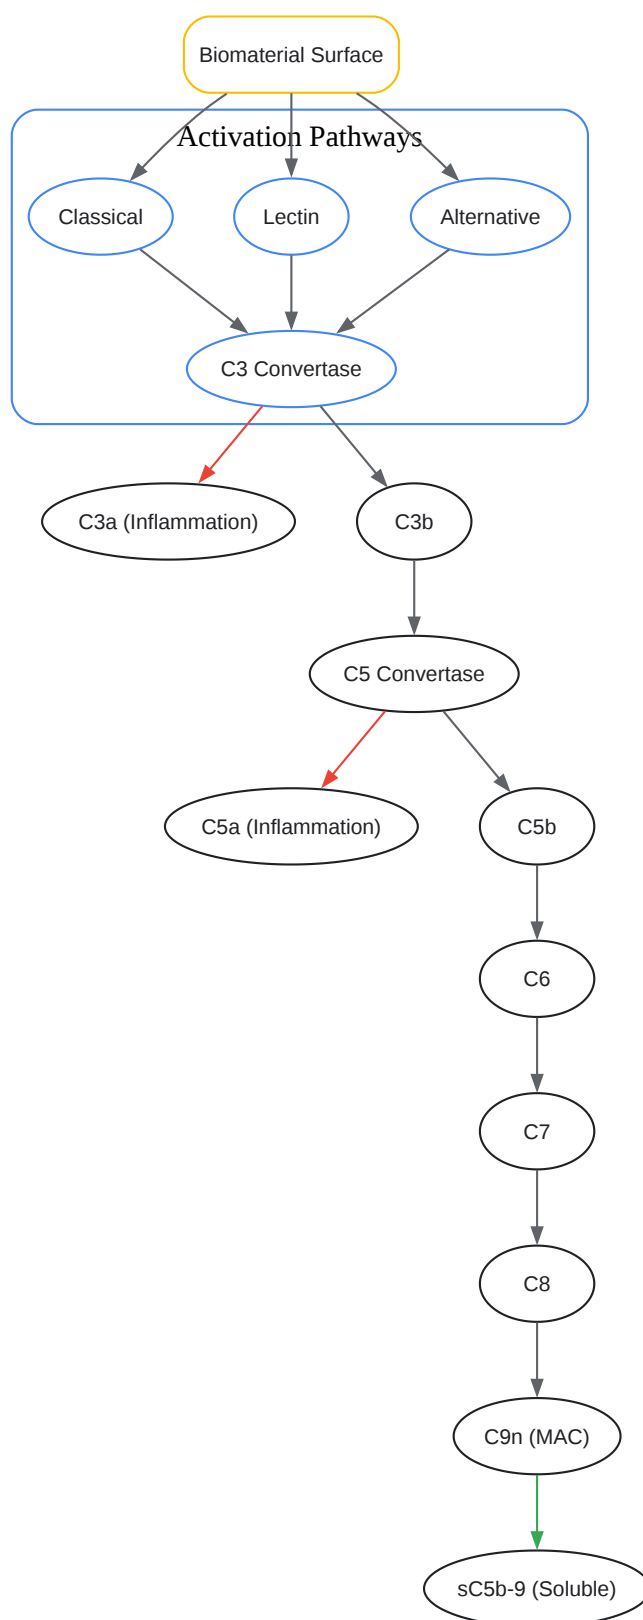 Biomaterial Surface
Activation Pathways
Classical
Lectin
Alternative
C3 Convertase
C3a (Inflammation)
C3b
C5 Convertase
C5a (Inflammation)
C5b
C6
C7
C8
C9n (MAC)
sC5b-9 (Soluble)